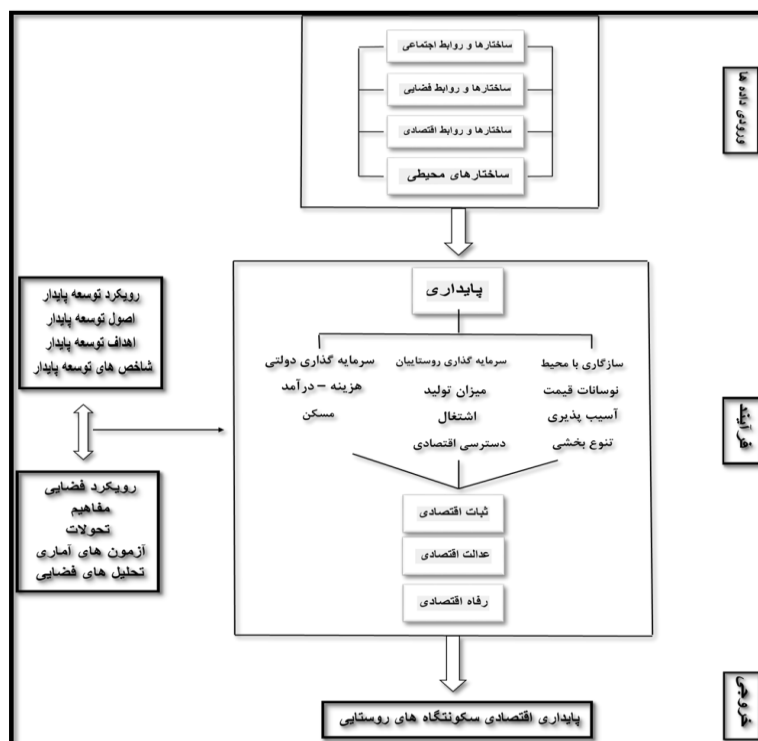 ساختارها و روابط اجتماعی
ساختارها و روابط فضایی
ساختارها و روابط اقتصادی
ساختارهای محیطی
ورودی داده ها
پایداری
سازگاری با محیط
نوسانات قیمت
آسیب پذیری
تنوع بخشی
سرمایه گذاری روستاییان
میزان تولید
اشتغال
دسترسی اقتصادی
سرمایه گذاری دولتی
هزینه – درآمد
مسکن
ثبات اقتصادی
عدالت اقتصادی
رفاه اقتصادی
فرآیند
رویکرد توسعه پایدار
اصول توسعه پایدار
اهداف توسعه پایدار
شاخص های توسعه پایدار
رویکرد فضایی
مفاهیم
تحولات
آزمون های آماری
تحلیل های فضایی
خروجی
پایداری اقتصادی سکونتگاه های روستایی